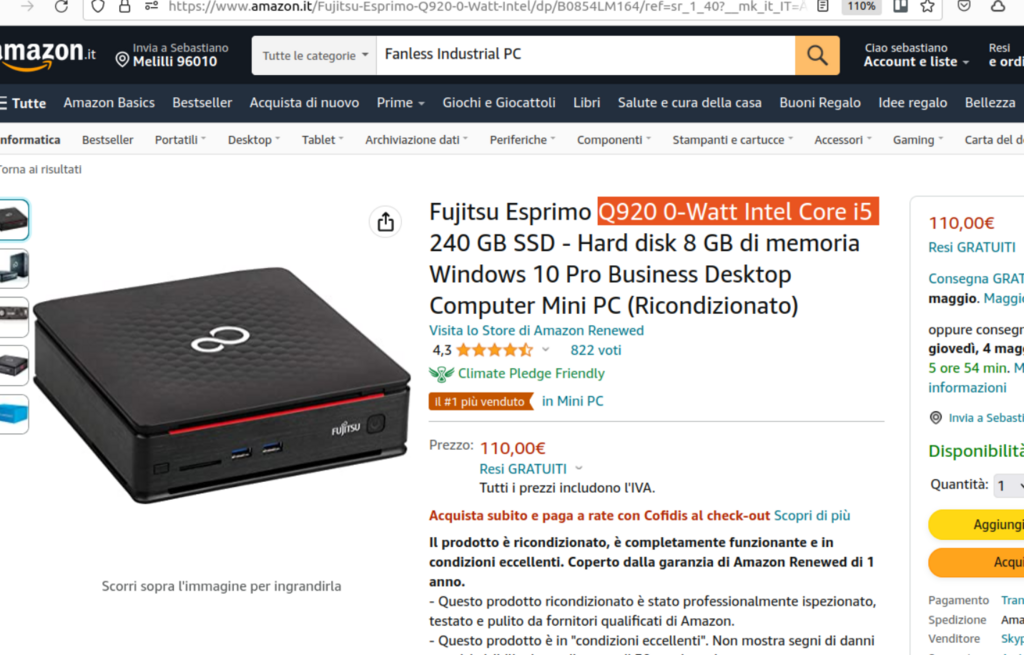 https://www.amazon.it/Fujitsu-Esprimo-Q920-0-Watt-Intel/dp/B0854LM164/ref=sr_1_40?__mk_it_IT=
110%
amazon.it
Invia a Sebastiano
Melilli 96010
Tutte le categorie
Fanless Industrial PC
Ciao sebastiano
Account e liste
Resi
e ordi
Tutte
Amazon Basics
Bestseller
Acquista di nuovo
Prime
Giochi e Giocattoli
Libri
Salute e cura della casa
Buoni Regalo
Idee regalo
Bellezza
nformatica
Bestseller
Portatili
Desktop
Tablet
Archiviazione dati
Periferiche
Componenti
Stampanti e cartucce
Accessori
Gaming
Carta del d
Torna ai risultati
Fujitsu Esprimo Q920 0-Watt Intel Core i5
240 GB SSD - Hard disk 8 GB di memoria
Windows 10 Pro Business Desktop
Computer Mini PC (Ricondizionato)
Visita lo Store di Amazon Renewed
4,3
822 voti
Climate Pledge Friendly
Il #1 più venduto
in Mini PC
Prezzo: 110,00€
Resi GRATUITI
Tutti i prezzi includono l'IVA.
Acquista subito e paga a rate con Cofidis al check-out Scopri di più
Il prodotto è ricondizionato, è completamente funzionante e in
condizioni eccellenti. Coperto dalla garanzia di Amazon Renewed di 1
anno.
- Questo prodotto ricondizionato è stato professionalmente ispezionato,
testato e pulito da fornitori qualificati di Amazon.
- Questo prodotto è in "condizioni eccellenti". Non mostra segni di danni
FUJITSU
Scorri sopra l'immagine per ingrandirla
110,00€
Resi GRATUITI
Consegna GRAT
maggio. Maggio
oppure consegn
giovedì, 4 magg
5 ore 54 min. M
informazioni
Invia a Sebasti
Disponibilità
Quantità: 1
Aggiungi
Acqui
Pagamento Tran
Spedizione Ama
Venditore Skyp